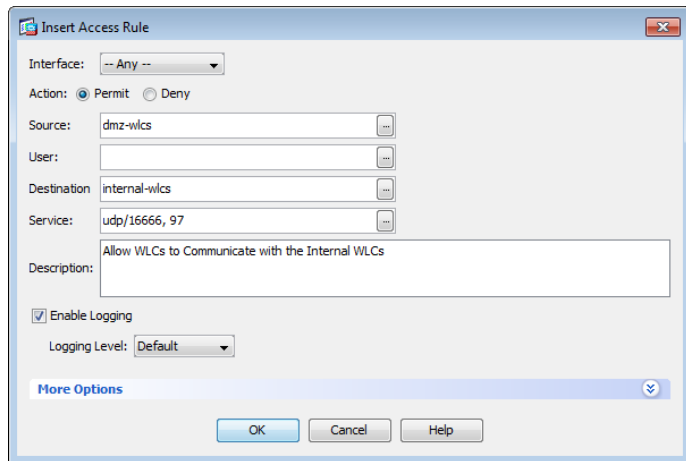 Insert Access Rule
Interface: -- Any --
Action: Permit Deny
Source: dmz-wlcs ...
User: ...
Destination internal-wlcs ...
Service: udp/16666, 97 ...
Description: Allow WLCs to Communicate with the Internal WLCs
Enable Logging
Logging Level: Default
More Options
OK Cancel Help